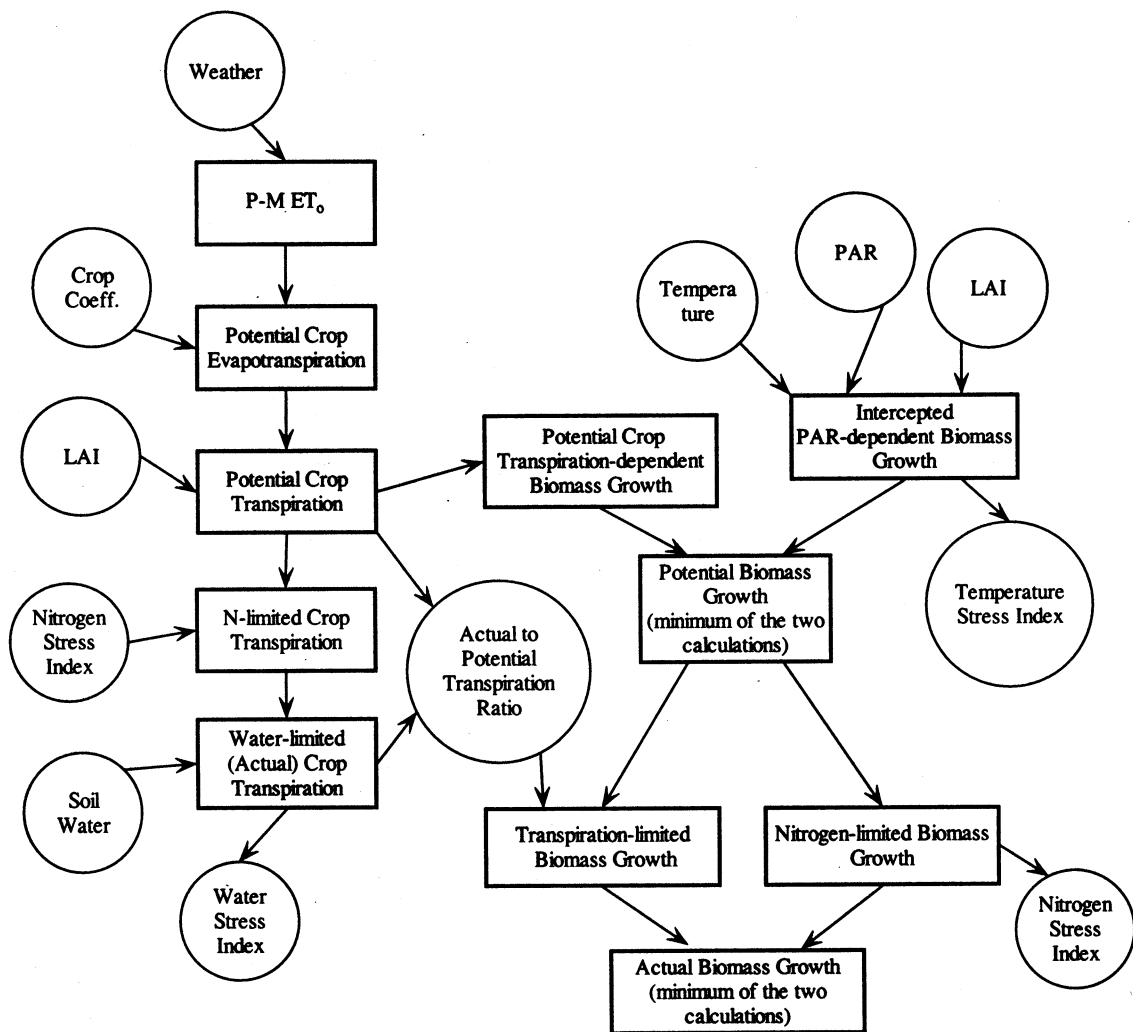 Weather
P-M ETo
Crop
Coeff.
PAR
Tempera
ture
LAI
Potential Crop
Evapotranspiration
Intercepted
PAR-dependent Biomass
Growth
LAI
Potential Crop
Transpiration-dependent
Biomass Growth
Potential Crop
Transpiration
Potential Biomass
Growth
(minimum of the two
calculations)
Temperature
Stress Index
Nitrogen
Stress
Index
N-limited Crop
Transpiration
Actual to
Potential
Transpiration
Ratio
Water-limited
(Actual) Crop
Transpiration
Soil
Water
Transpiration-limited
Biomass Growth
Nitrogen-limited Biomass
Growth
Water
Stress
Index
Nitrogen
Stress
Index
Actual Biomass Growth
(minimum of the two
calculations)